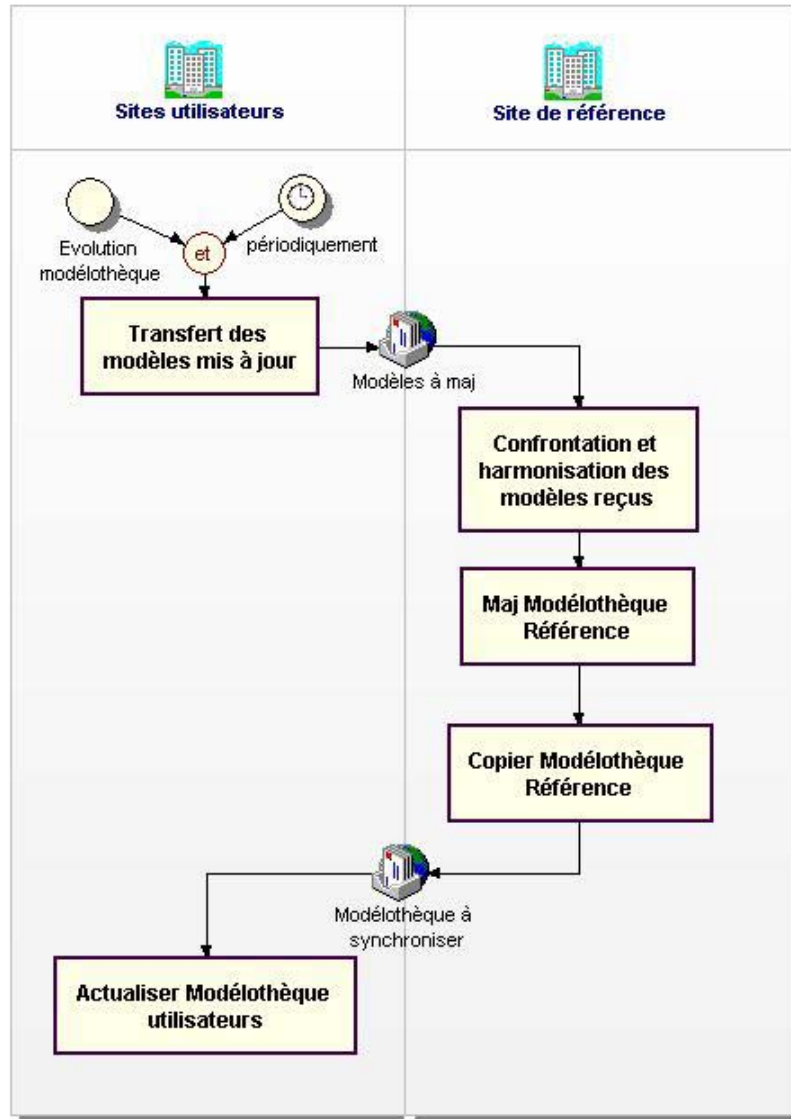 Sites utilisateurs
Site de référence
Evolution
modélothèque
et
périodiquement
Transfert des
modèles mis à jour
Modèles à maj
Confrontation et
harmonisation des
modèles reçus
Maj Modélothèque
Référence
Copier Modélothèque
Référence
Modélothèque à
synchroniser
Actualiser Modélothèque
utilisateurs